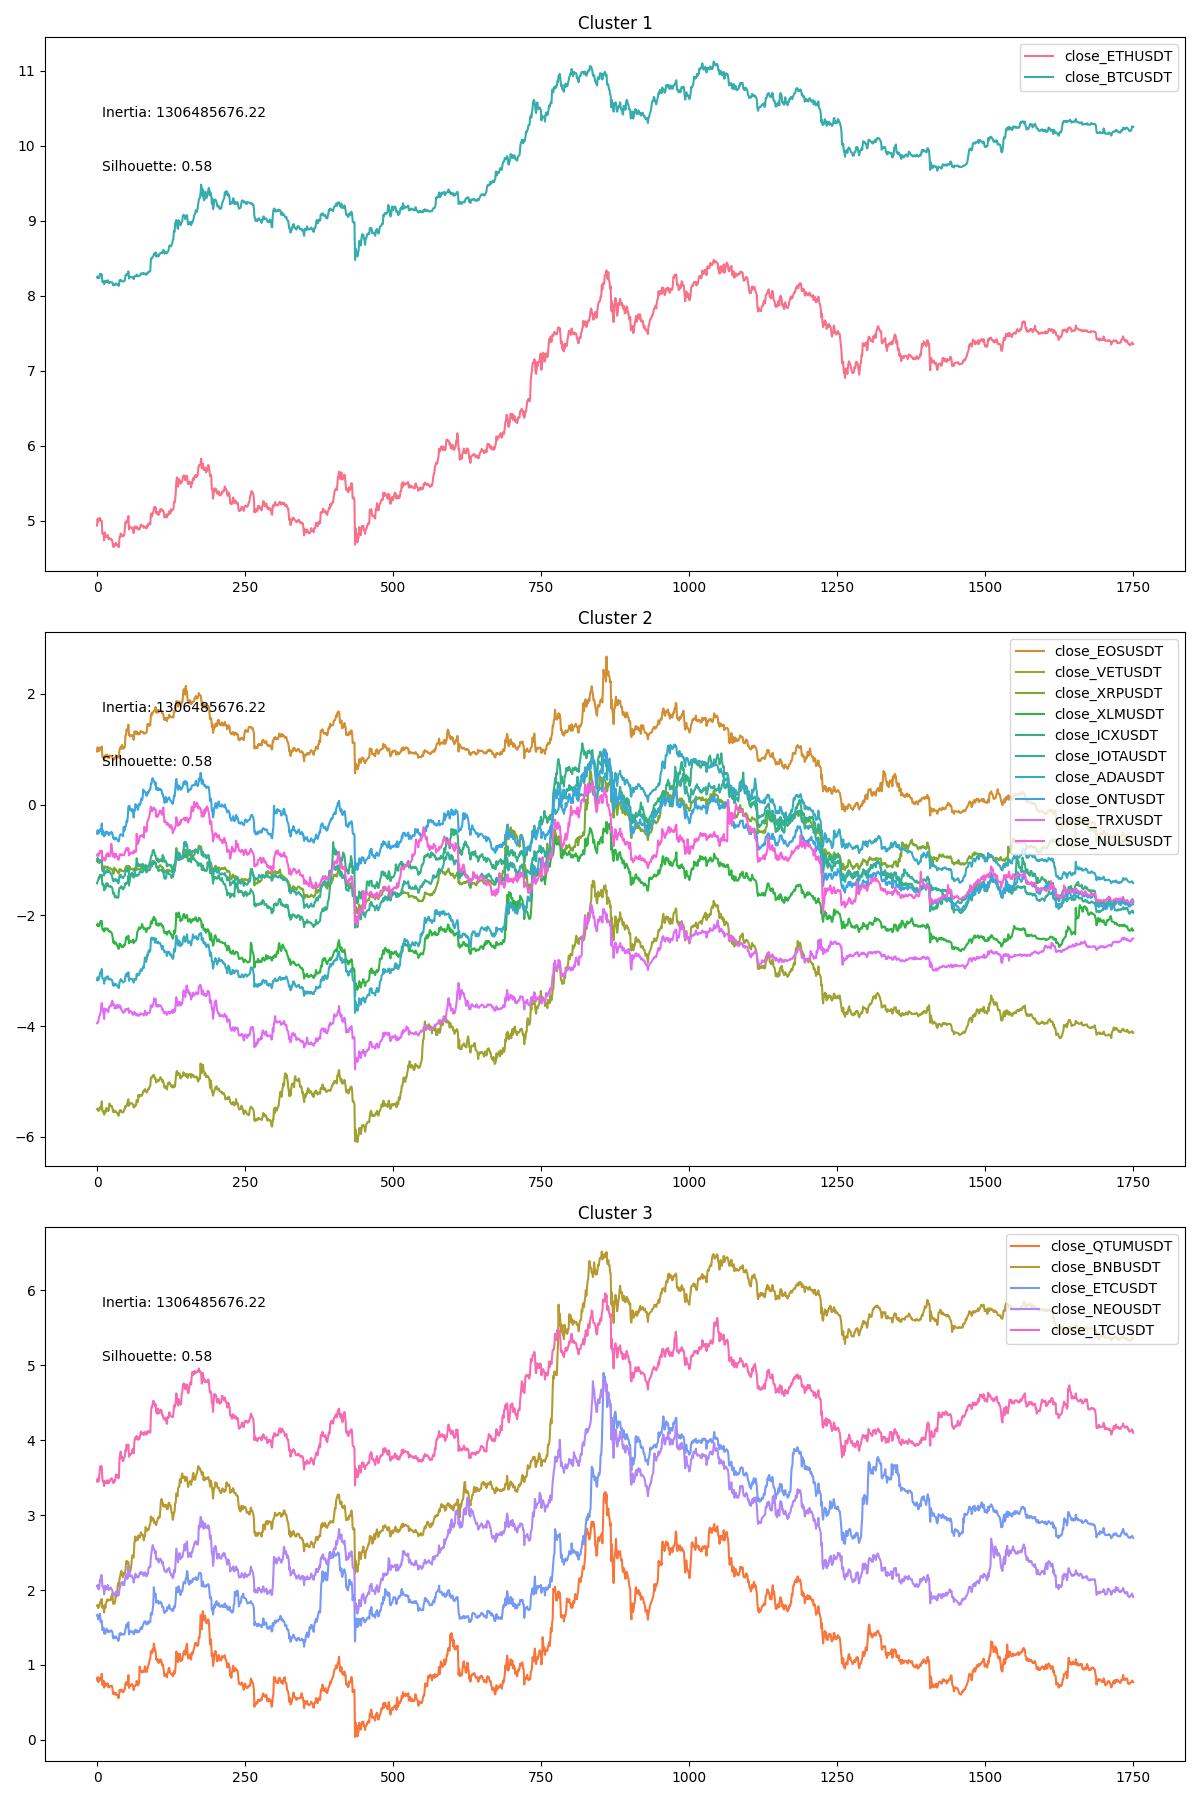 Cluster 1
close_ETHUSDT
close_BTCUSDT
Inertia: 1306485676.22
Silhouette: 0.58
11
10
9
8
7
6
5
0
250
500
750
1000
1250
1500
1750
Cluster 2
close_EOSUSDT
close_VETUSDT
close_XRPUSDT
close_XLMUSDT
close_ICXUSDT
close_IOTAUSDT
close_ADAUSDT
close_ONTUSDT
close_TRXUSDT
close_NULSUSDT
Inertia: 1306485676.22
Silhouette: 0.58
2
0
−2
−4
−6
0
250
500
750
1000
1250
1500
1750
Cluster 3
close_QTUMUSDT
close_BNBUSDT
close_ETCUSDT
close_NEOUSDT
close_LTCUSDT
Inertia: 1306485676.22
Silhouette: 0.58
6
5
4
3
2
1
0
0
250
500
750
1000
1250
1500
1750